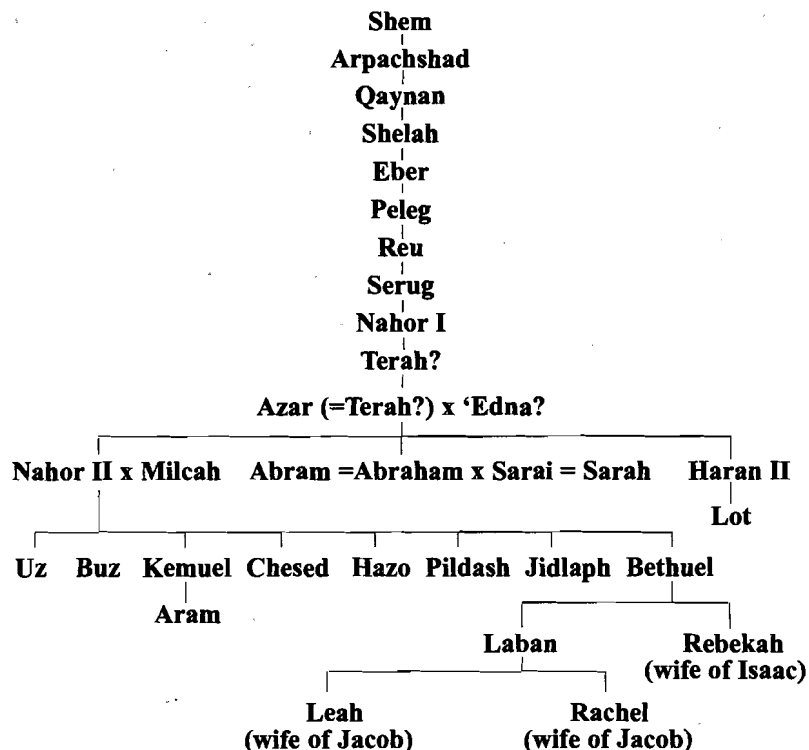 Shem
Arpachshad
Qaynan
Shelah
Eber
Peleg
Reu
Serug
Nahor I
Terah?
Azar (=Terah?) x ‘Edna?
Nahor II x Milcah Abram =Abraham x Sarai = Sarah Haran II
Lot
Uz Buz Kemuel Chesed Hazo Pildash Jidlaph Bethuel
Aram
Laban Rebekah
(wife of Isaac)
Leah Rachel
(wife of Jacob) (wife of Jacob)